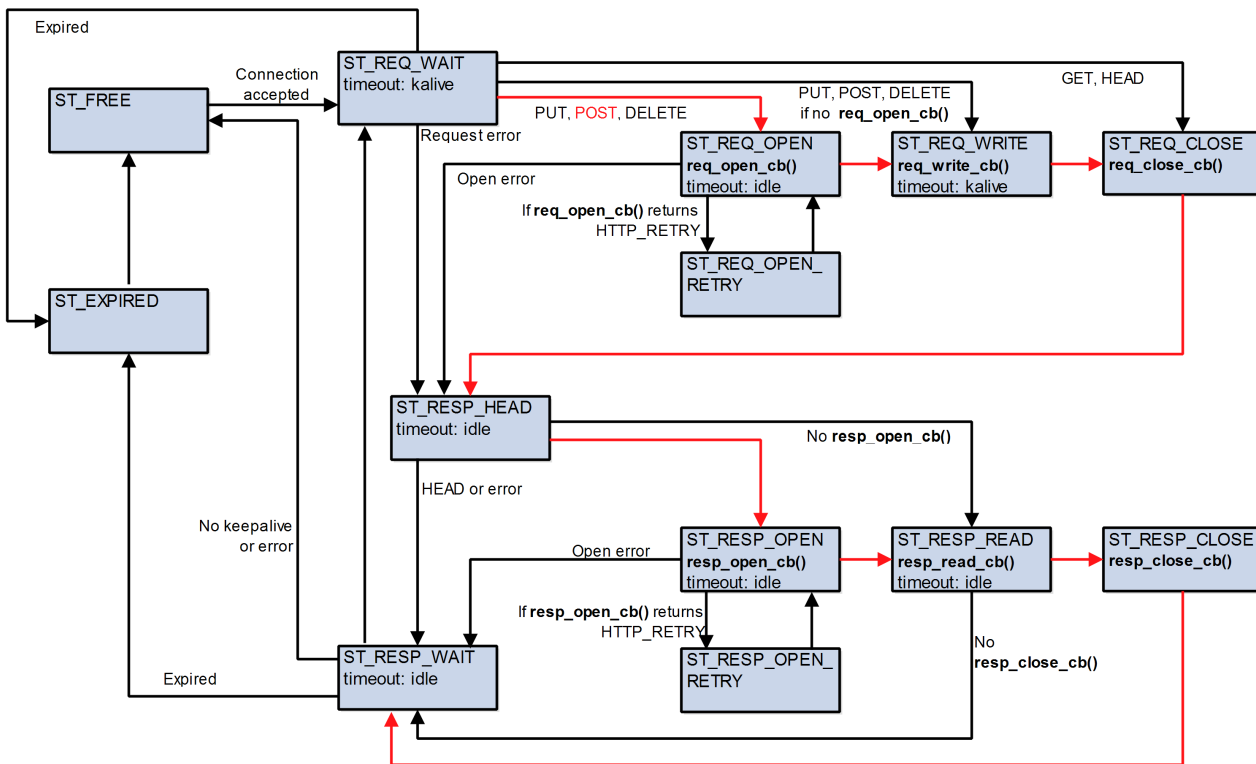 Expired
ST_REQ_WAIT
timeout: kalive
Connection
accepted
ST_FREE
GET, HEAD
PUT, POST, DELETE
PUT, POST, DELETE
if no req_open_cb()
Request error
ST_REQ_OPEN
req_open_cb()
timeout: idle
ST_REQ_WRITE
req_write_cb()
timeout: kalive
ST_REQ_CLOSE
req_close_cb()
Open error
If req_open_cb() returns
HTTP_RETRY
ST_REQ_OPEN_
RETRY
ST_EXPIRED
ST_RESP_HEAD
timeout: idle
No resp_open_cb()
HEAD or error
No keepalive
or error
Open error
ST_RESP_OPEN
resp_open_cb()
timeout: idle
ST_RESP_READ
resp_read_cb()
timeout: idle
ST_RESP_CLOSE
resp_close_cb()
If resp_open_cb() returns
HTTP_RETRY
ST_RESP_WAIT
timeout: idle
ST_RESP_OPEN_
RETRY
No
resp_close_cb()
Expired